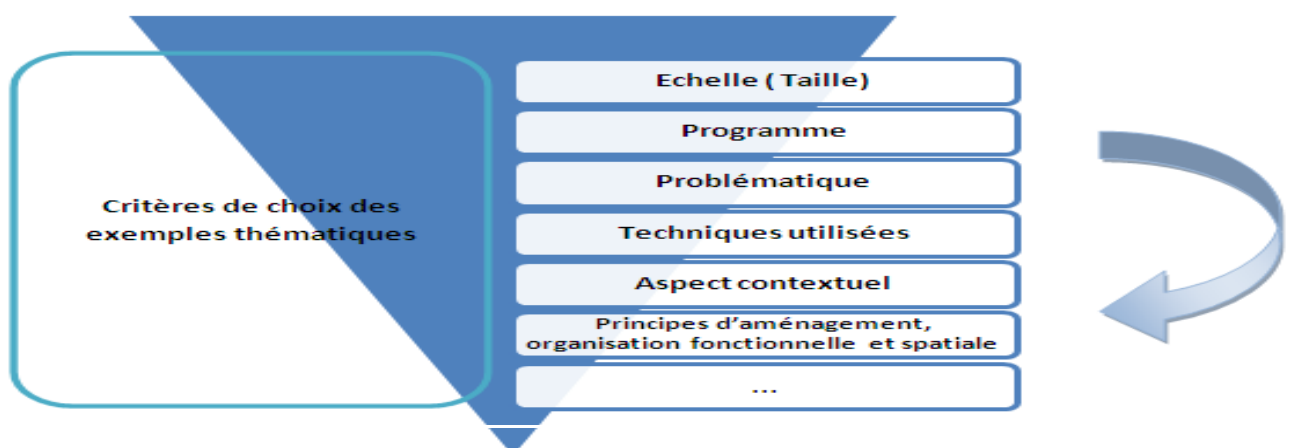 Critères de choix des
exemples thématiques
Echelle ( Taille)
Programme
Problématique
Techniques utilisées
Aspect contextuel
Principes d'aménagement,
organisation fonctionnelle et spatiale
...